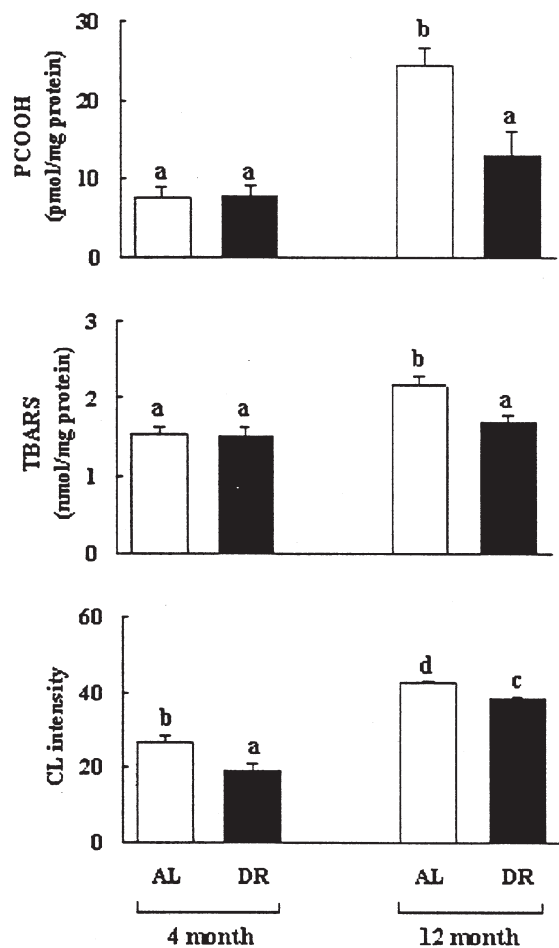 PCOOH
(pmol/mg protein)
30
20
10
0
a
a
b
a
TBARS
(nmol/mg protein)
3
2
1
0
a
a
b
a
CL intensity
60
40
20
0
b
a
d
c
AL DR AL DR
4 month 12 month